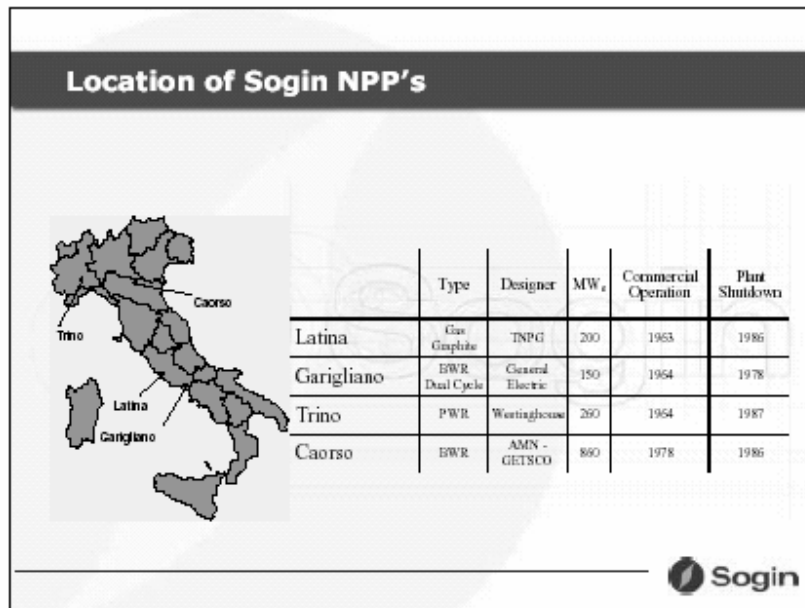 Location of Sogin NPP's
Caorso
Trino
Latina
Garigliano
Type Designer MWe Commercial Operation Plant Shutdown
Latina Gas Graphite TNPG 200 1963 1986
Garigliano BWR Dual Cycle General Electric 150 1964 1978
Trino PWR Westinghouse 260 1964 1987
Caorso BWR AMN - GETSCO 860 1978 1986
Sogin
Sogin